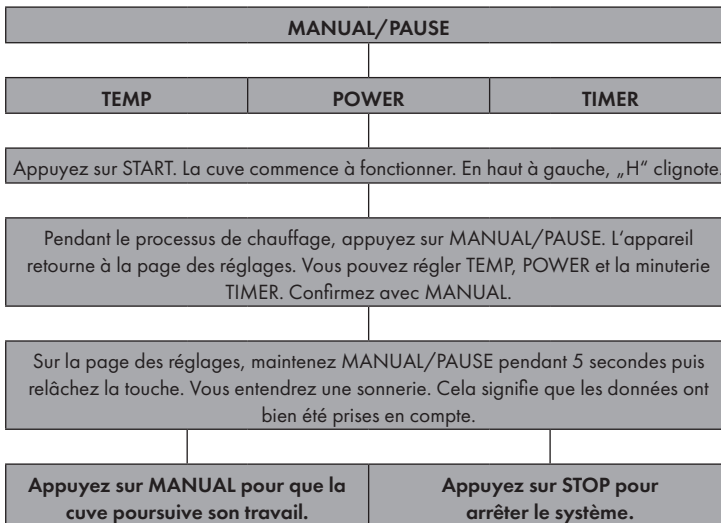 MANUAL/PAUSE
TEMP POWER TIMER
Appuyez sur START. La cuve commence à fonctionner. En haut à gauche, „H“ clignote.
Pendant le processus de chauffage, appuyez sur MANUAL/PAUSE. L'appareil
retourne à la page des réglages. Vous pouvez régler TEMP, POWER et la minuterie
TIMER. Confirmez avec MANUAL.
Sur la page des réglages, maintenez MANUAL/PAUSE pendant 5 secondes puis
relâchez la touche. Vous entendrez une sonnerie. Cela signifie que les données ont
bien été prises en compte.
Appuyez sur MANUAL pour que la
cuve poursuive son travail.
Appuyez sur STOP pour
arrêter le système.